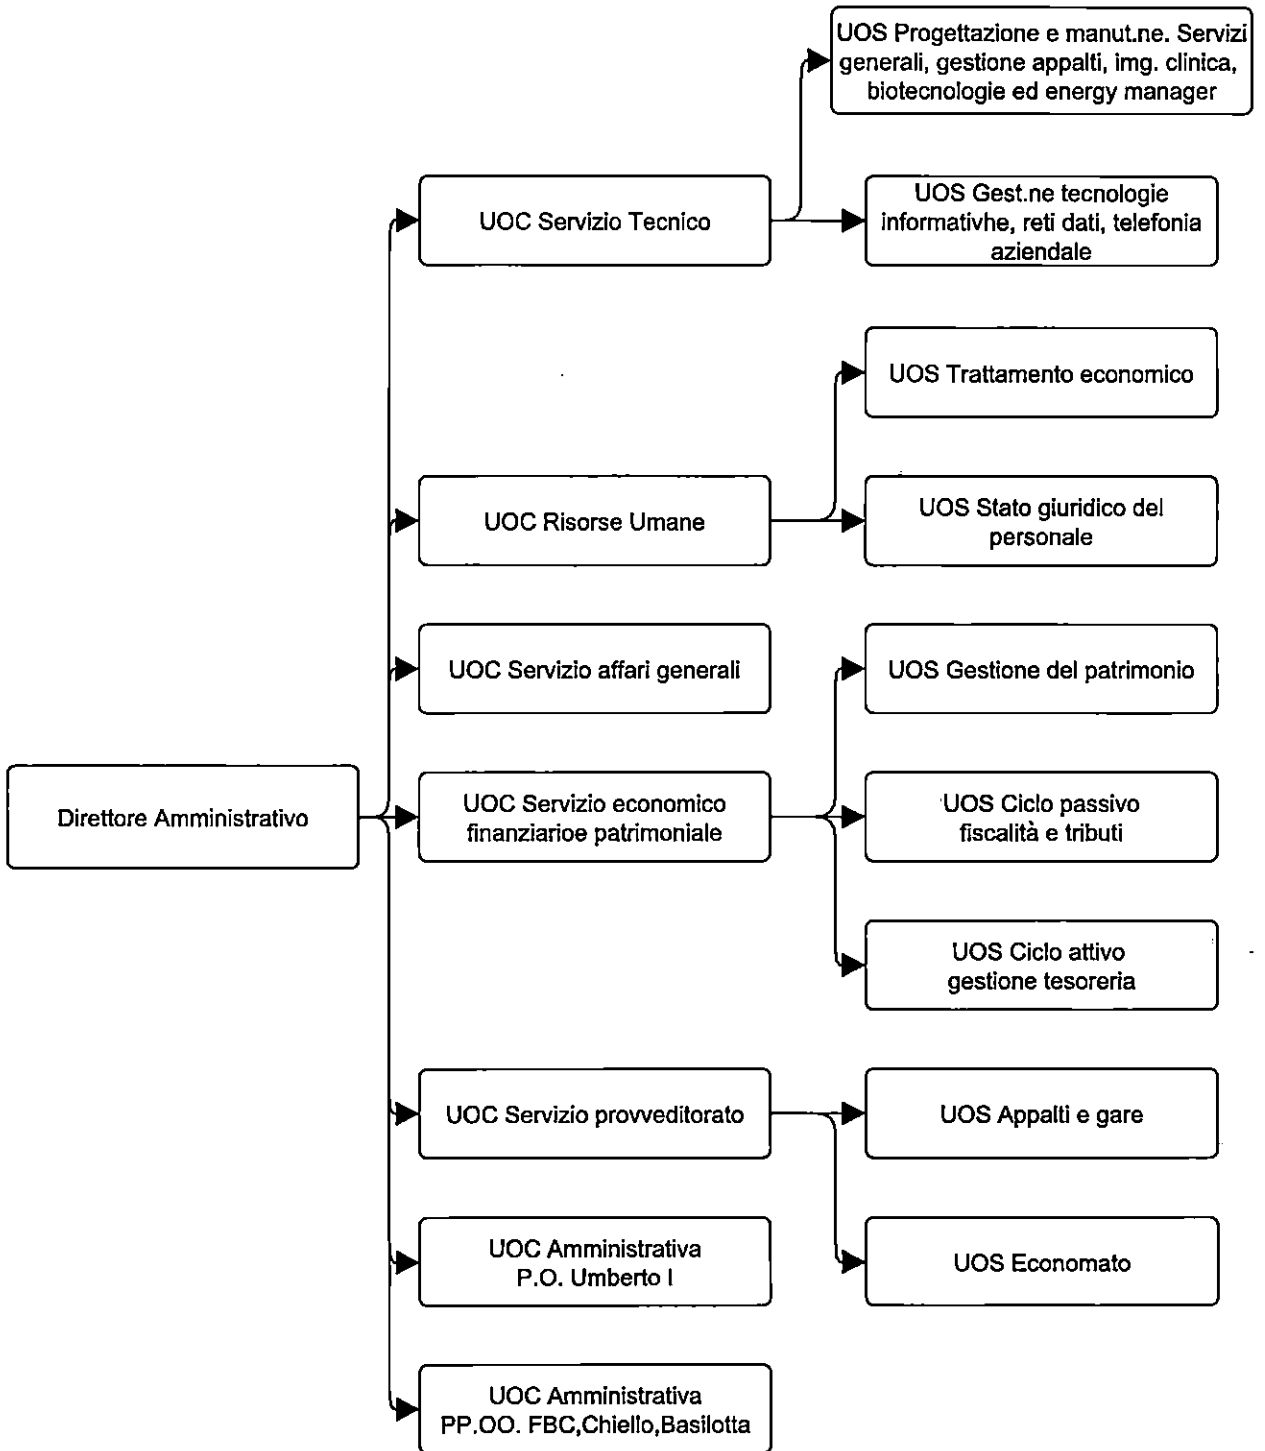 UOS Progettazione e manut.ne. Servizi
generali, gestione appalti, img. clinica,
biotecnologie ed energy manager
UOC Servizio Tecnico
UOS Gest.ne tecnologie
informativhe, reti dati, telefonia
aziendale
UOS Trattamento economico
UOC Risorse Umane
UOS Stato giuridico del
personale
UOC Servizio affari generali
UOS Gestione del patrimonio
Direttore Amministrativo
UOC Servizio economico
finanziarioe patrimoniale
UOS Ciclo passivo
fiscalità e tributi
UOS Ciclo attivo
gestione tesoreria
UOC Servizio provveditorato
UOS Appalti e gare
UOC Amministrativa
P.O. Umberto I
UOS Economato
UOC Amministrativa
PP.OO. FBC,Chiello,Basilotta